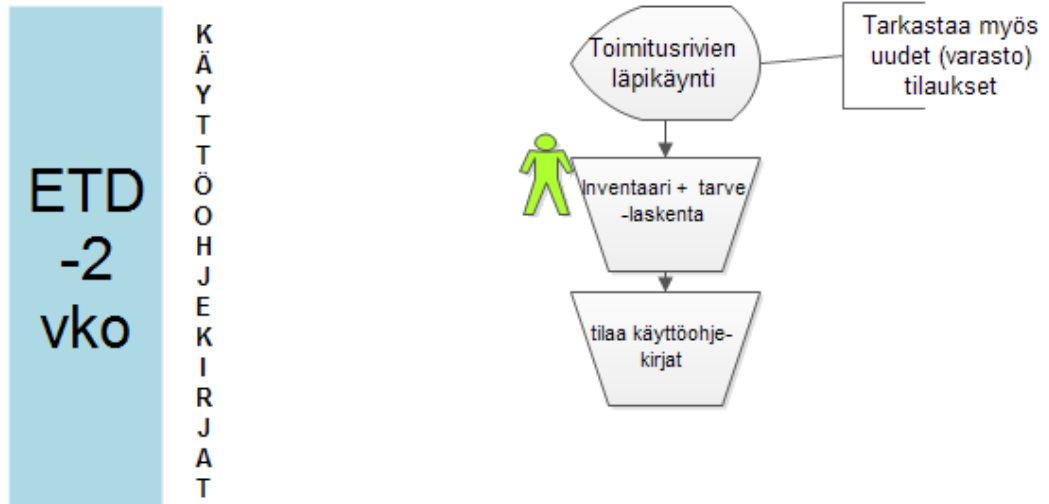 ETD
-2
vko
K
Ä
Y
T
T
Ö
O
H
J
E
K
I
R
J
A
T
Toimitusrivien
läpikäynti
Tarkastaa myös
uudet (varasto)
tilaukset
Inventaari + tarve
-laskenta
tilaa käyttöohje-
kirjat